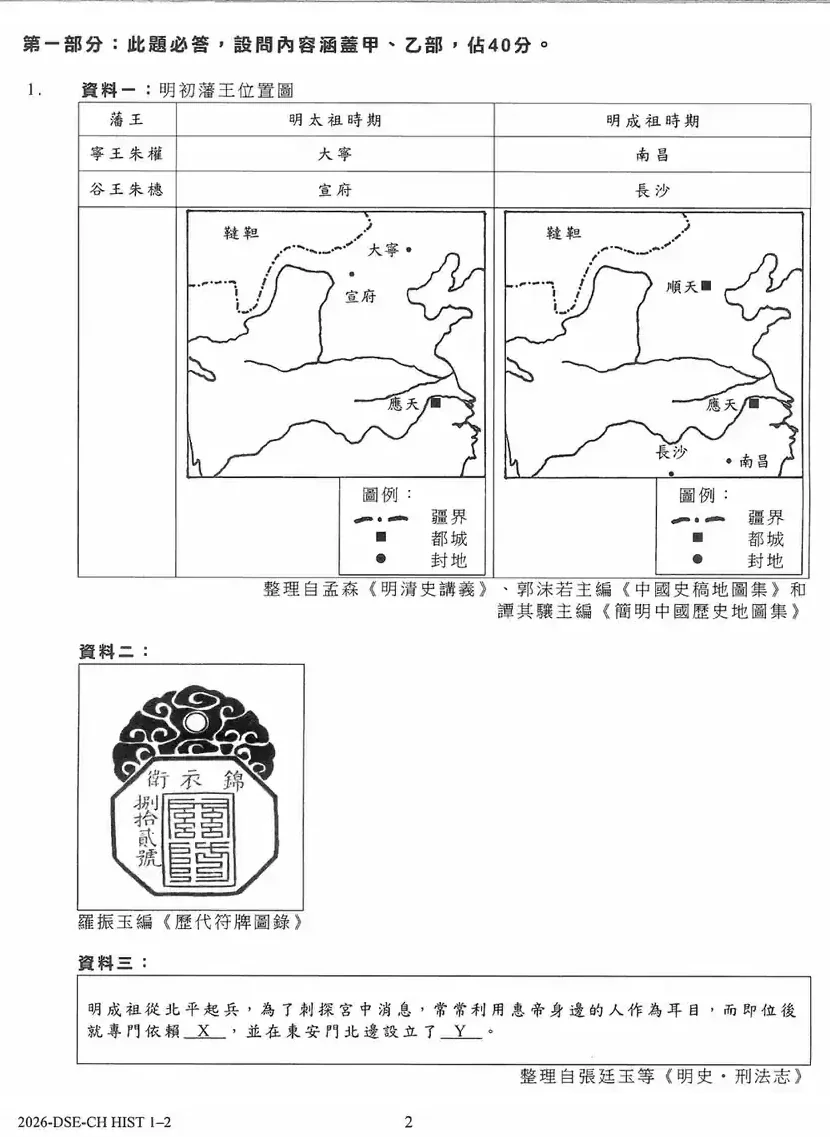 第一部分：此題必答，設問內容涵蓋甲、乙部，佔40分。
1. 資料一：明初藩王位置圖
藩王 明太祖時期 明成祖時期
寧王朱權 大寧 南昌
谷王朱橞 宣府 長沙
韃靼
大寧
宣府
應天
圖例：
疆界
都城
封地
韃靼
順天
應天
長沙
南昌
圖例：
疆界
都城
封地
整理自孟森《明清史講義》、郭沫若主編《中國史稿地圖集》和
譚其驤主編《簡明中國歷史地圖集》
資料二：
錦衣衛
捌拾貳號
羅振玉編《歷代符牌圖錄》
資料三：
明成祖從北平起兵，為了刺探宮中消息，常常利用惠帝身邊的人作為耳目，而即位後
就專門依賴 X ，並在東安門北邊設立了 Y 。
整理自張廷玉等《明史·刑法志》
2026-DSE-CH HIST 1–2
2